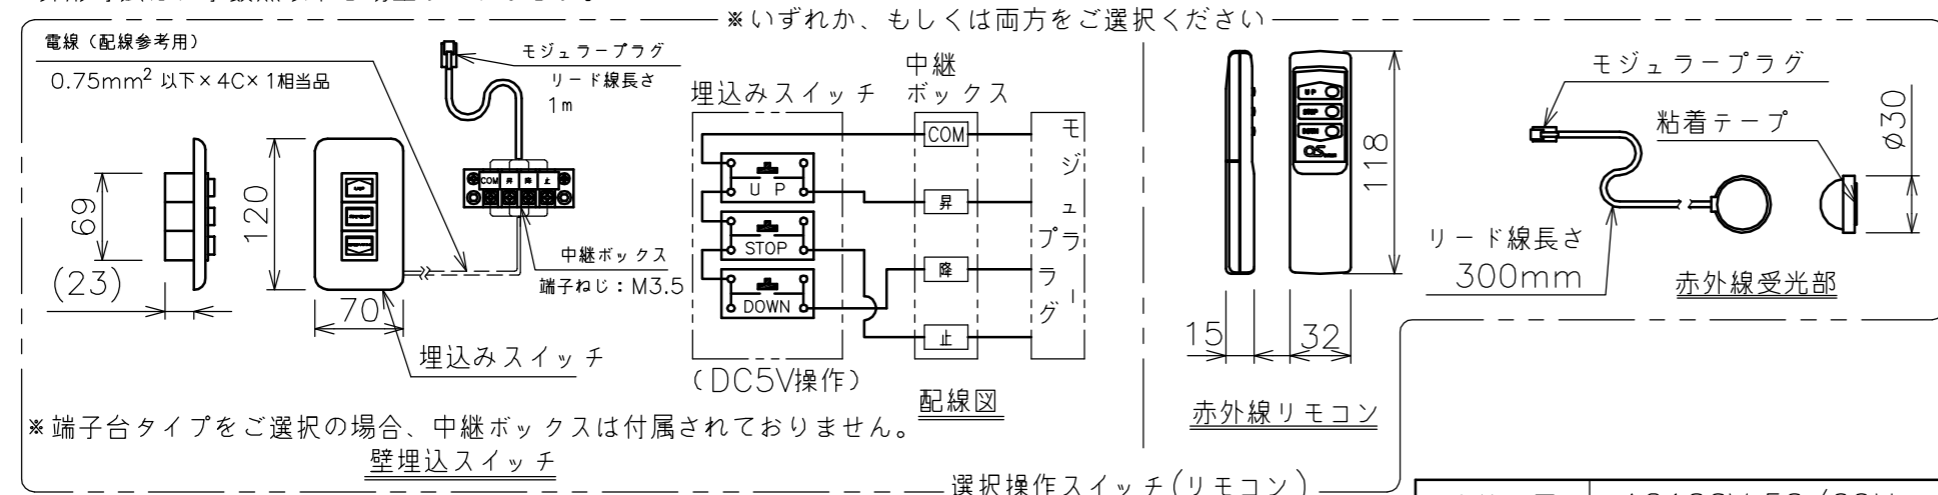 ※いずれか、もしくは両方をご選択ください
電線（配線参考用）
0.75mm² 以下×4C×1相当品
モジュラープラグ
リード線長さ
1m
69
(23)
120
70
COM 昇 降 止
中継ボックス
端子ねじ：M3.5
埋込みスイッチ
※端子台タイプをご選択の場合、中継ボックスは付属されておりません。
壁埋込スイッチ
埋込みスイッチ
中継
ボックス
UP
STOP
DOWN
COM
昇
降
止
モジュラープラグ
(DC5V操作)
配線図
UP
STOP
DOWN
OS
118
15
32
赤外線リモコン
モジュラープラグ
粘着テープ
ø30
リード線長さ
300mm
赤外線受光部
選択操作スイッチ(リモコン)